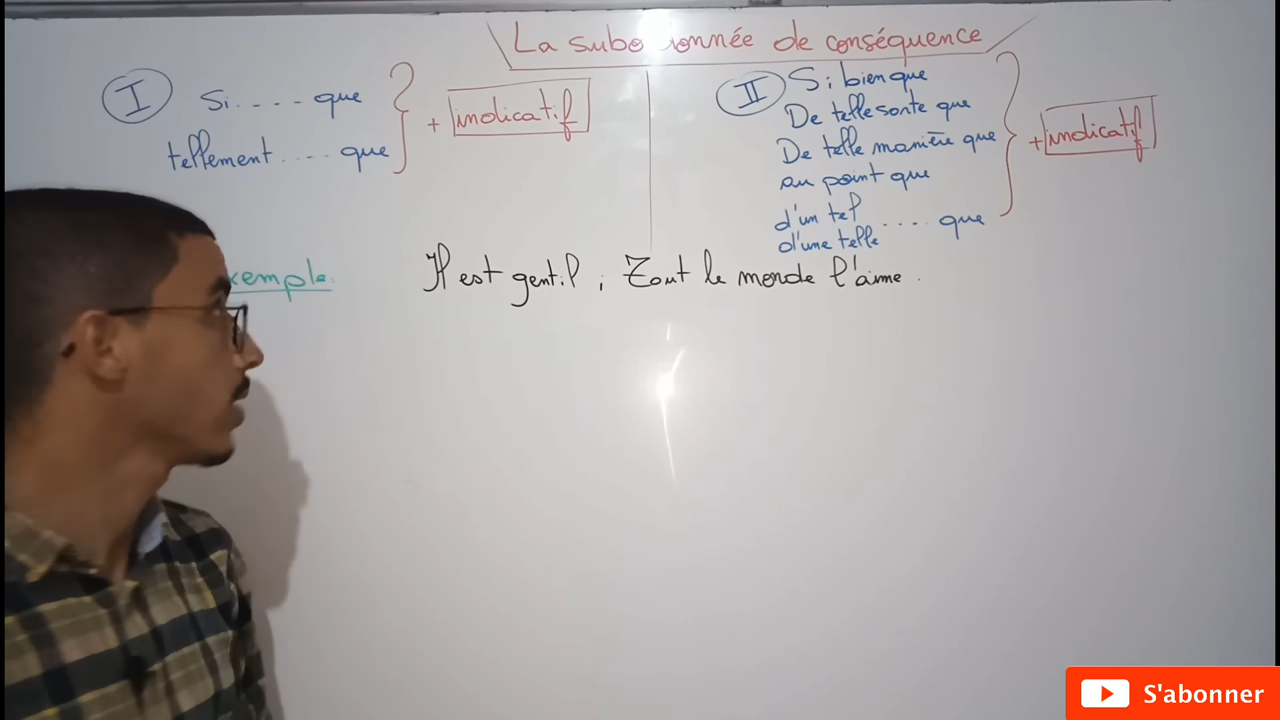 La subordonnée de conséquence
I Si .... que
tellement .... que
+ indicatif
II Si bien que
De telle sorte que
De telle manière que
au point que
d'un tel
d'une telle .... que
+ indicatif
exemple
Il est gentil ; Tout le monde l'aime.
S'abonner